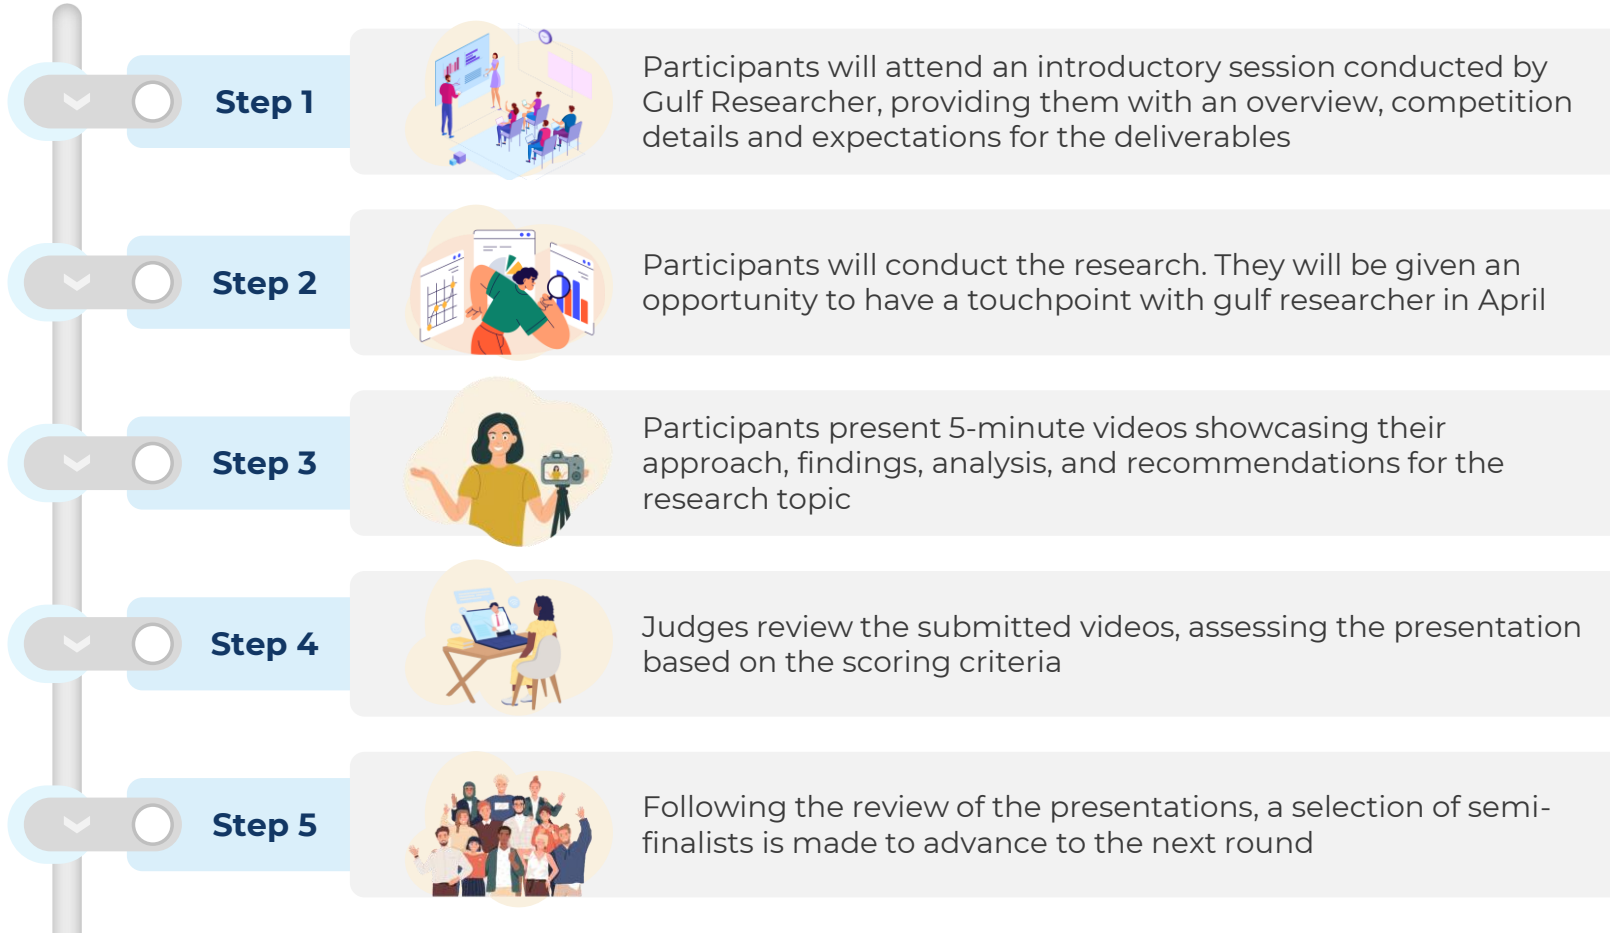 Step 1
Participants will attend an introductory session conducted by
Gulf Researcher, providing them with an overview, competition
details and expectations for the deliverables
Step 2
Participants will conduct the research. They will be given an
opportunity to have a touchpoint with gulf researcher in April
Step 3
Participants present 5-minute videos showcasing their
approach, findings, analysis, and recommendations for the
research topic
Step 4
Judges review the submitted videos, assessing the presentation
based on the scoring criteria
Step 5
Following the review of the presentations, a selection of semi-
finalists is made to advance to the next round